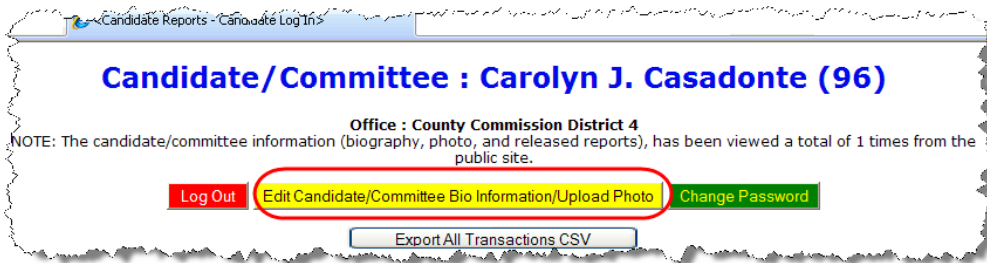 Candidate Reports - Candidate Log In
Candidate/Committee : Carolyn J. Casadonte (96)
Office : County Commission District 4
NOTE: The candidate/committee information (biography, photo, and released reports), has been viewed a total of 1 times from the
public site.
Log Out Edit Candidate/Committee Bio Information/Upload Photo Change Password
Export All Transactions CSV